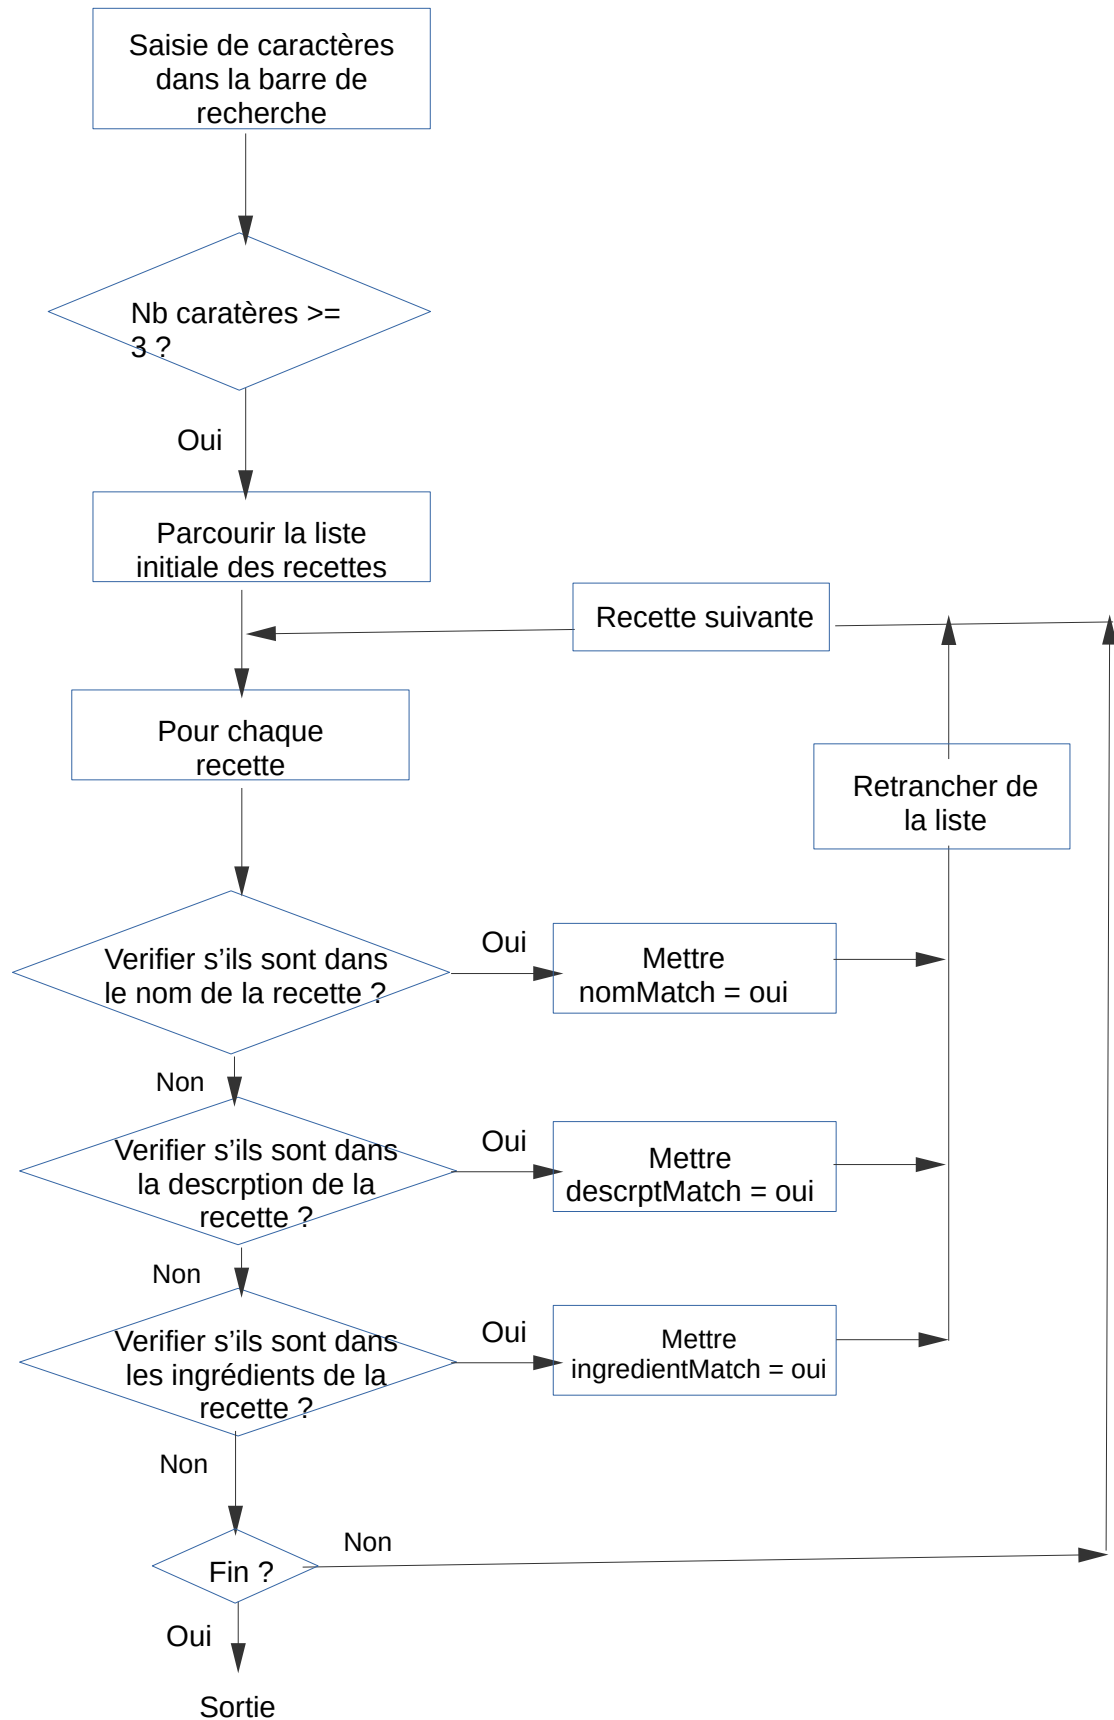 Saisie de caractères
dans la barre de
recherche
Nb caratères >=
3 ?
Oui
Parcourir la liste
initiale des recettes
Recette suivante
Pour chaque
recette
Retrancher de
la liste
Verifier s’ils sont dans
le nom de la recette ?
Oui
Mettre
nomMatch = oui
Non
Verifier s’ils sont dans
la descrption de la
recette ?
Oui
Mettre
descrptMatch = oui
Non
Verifier s’ils sont dans
les ingrédients de la
recette ?
Oui
Mettre
ingredientMatch = oui
Non
Fin ?
Non
Oui
Sortie